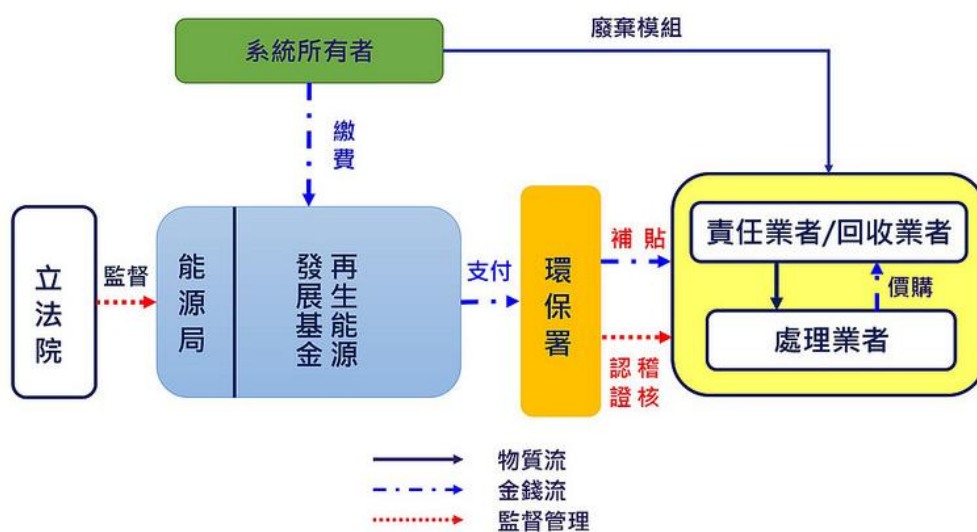 廢棄模組
系統所有者
繳費
立法院
監督
能源局
再生能源
發展基金
支付
環保署
補貼
稽核
認證
責任業者/回收業者
價購
處理業者
物質流
金錢流
監督管理